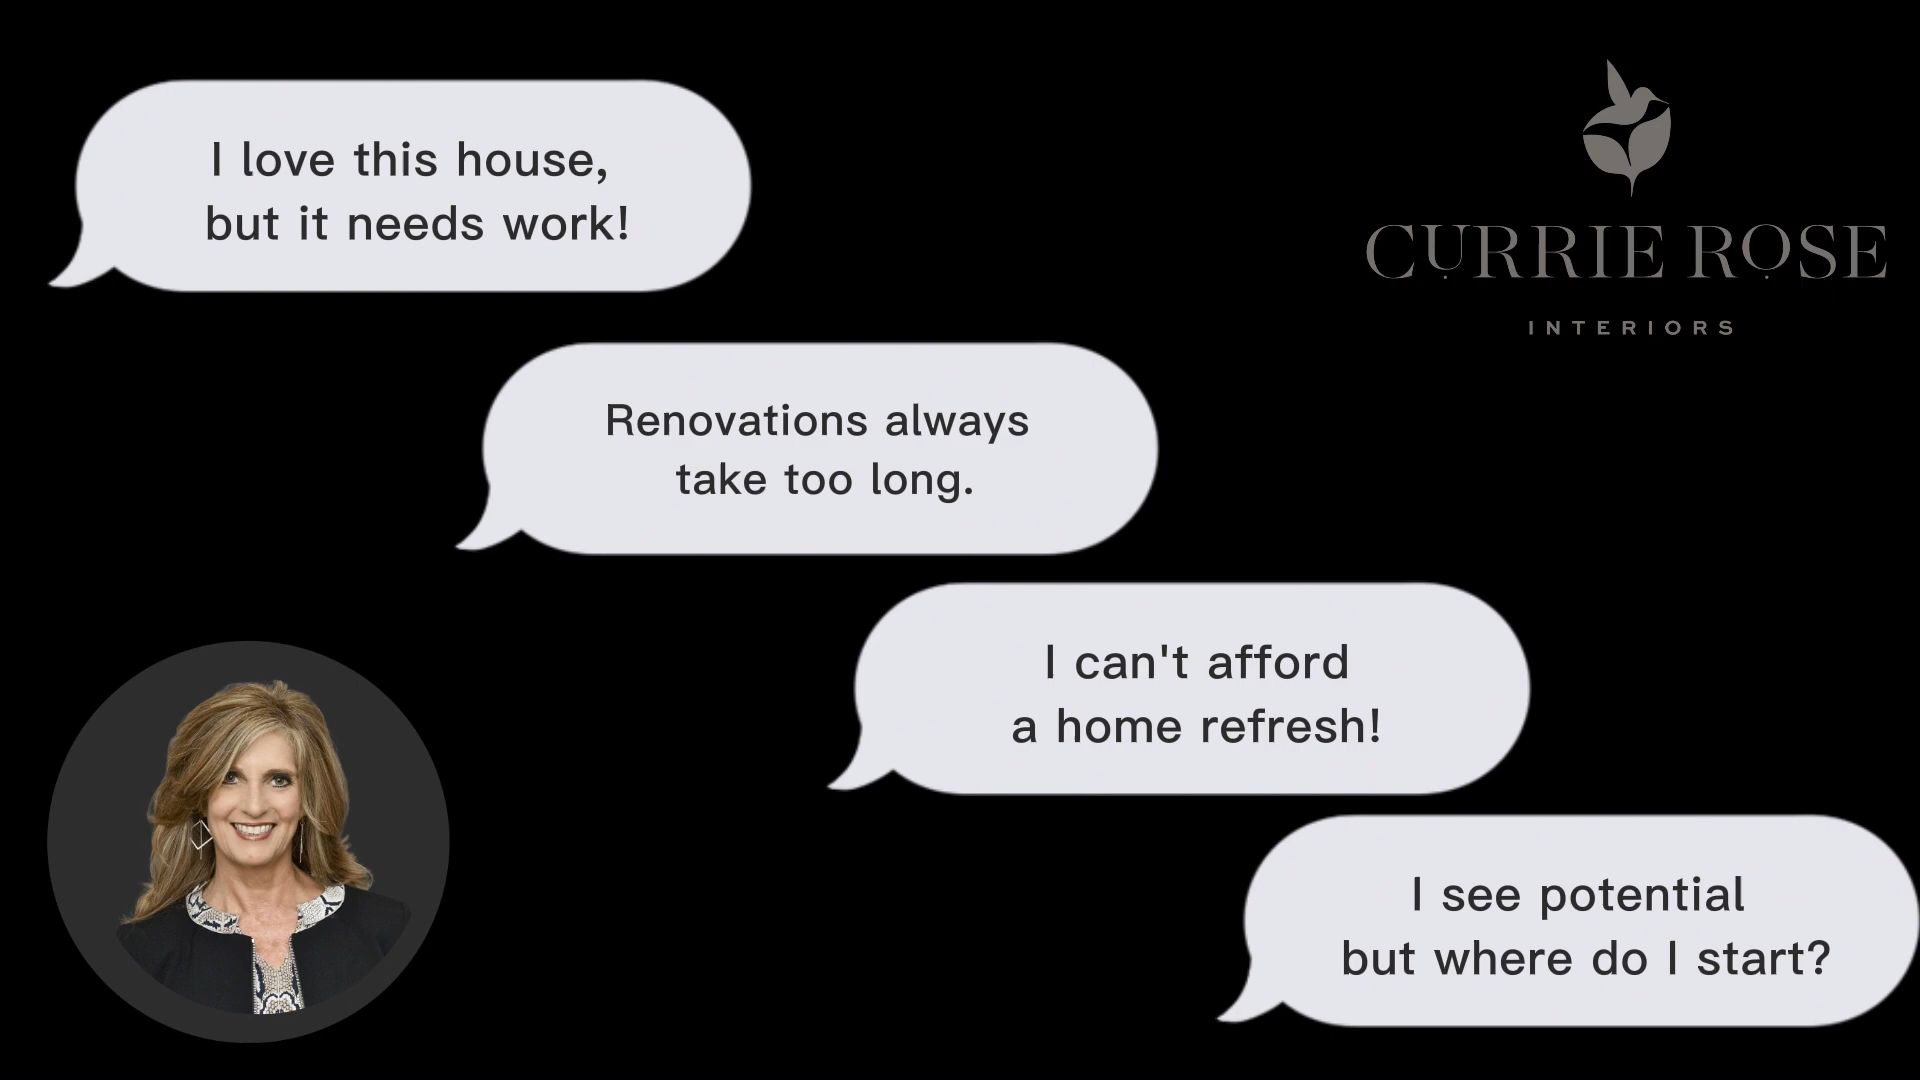 I love this house,
but it needs work!
CURRIE ROSE
INTERIORS
Renovations always
take too long.
I can't afford
a home refresh!
I see potential
but where do I start?